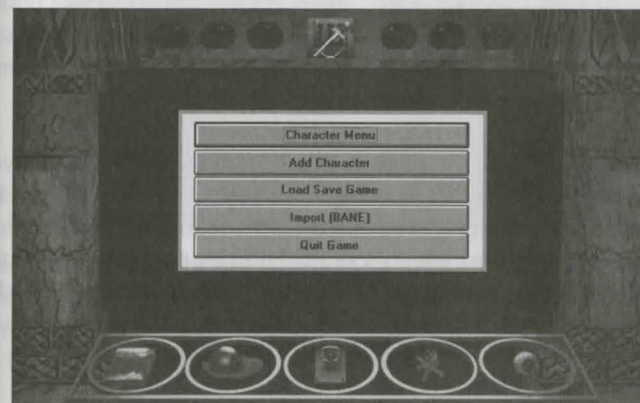 Character Menu
Add Character
Load Save Game
Import [BANE]
Quit Game